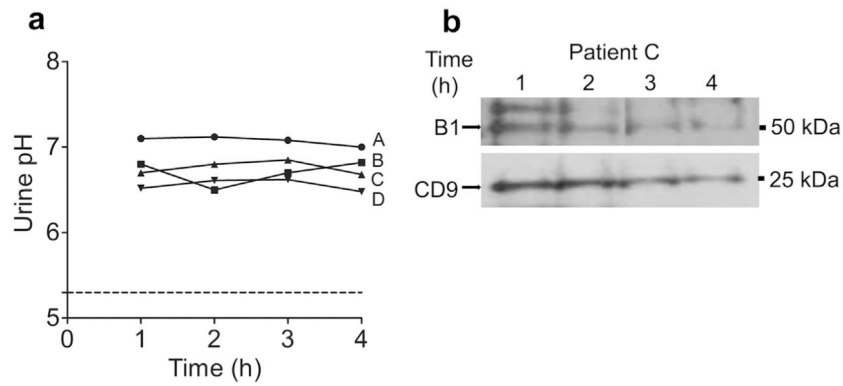 a
8
7
6
5
Urine pH
0
1
2
3
4
Time (h)
A
B
C
D
b
Patient C
Time
(h)
1 2 3 4
B1
50 kDa
CD9
25 kDa